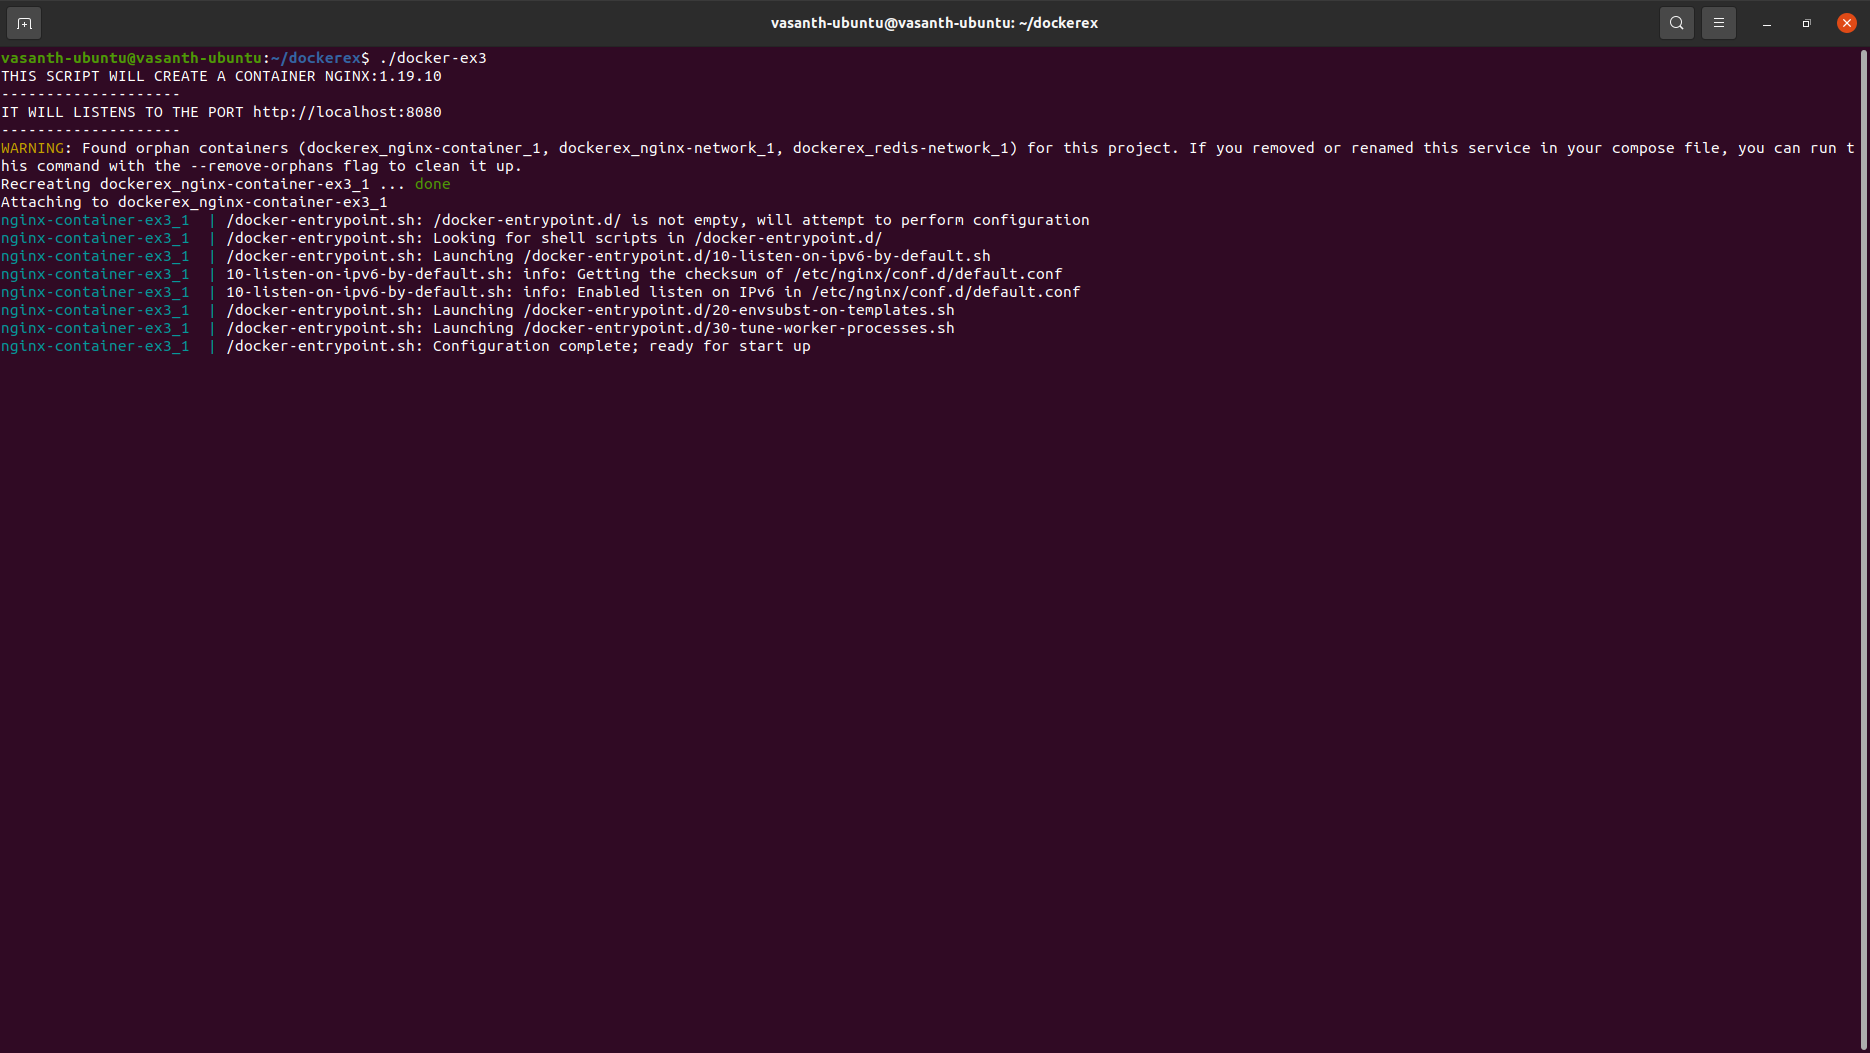 vasanth-ubuntu@vasanth-ubuntu: ~/dockerex
vasanth-ubuntu@vasanth-ubuntu:~/dockerex$ ./docker-ex3
THIS SCRIPT WILL CREATE A CONTAINER NGINX:1.19.10
--------------------
IT WILL LISTENS TO THE PORT http://localhost:8080
--------------------
WARNING: Found orphan containers (dockerex_nginx-container_1, dockerex_nginx-network_1, dockerex_redis-network_1) for this project. If you removed or renamed this service in your compose file, you can run t
his command with the --remove-orphans flag to clean it up.
Recreating dockerex_nginx-container-ex3_1 ... done
Attaching to dockerex_nginx-container-ex3_1
nginx-container-ex3_1  | /docker-entrypoint.sh: /docker-entrypoint.d/ is not empty, will attempt to perform configuration
nginx-container-ex3_1  | /docker-entrypoint.sh: Looking for shell scripts in /docker-entrypoint.d/
nginx-container-ex3_1  | /docker-entrypoint.sh: Launching /docker-entrypoint.d/10-listen-on-ipv6-by-default.sh
nginx-container-ex3_1  | 10-listen-on-ipv6-by-default.sh: info: Getting the checksum of /etc/nginx/conf.d/default.conf
nginx-container-ex3_1  | 10-listen-on-ipv6-by-default.sh: info: Enabled listen on IPv6 in /etc/nginx/conf.d/default.conf
nginx-container-ex3_1  | /docker-entrypoint.sh: Launching /docker-entrypoint.d/20-envsubst-on-templates.sh
nginx-container-ex3_1  | /docker-entrypoint.sh: Launching /docker-entrypoint.d/30-tune-worker-processes.sh
nginx-container-ex3_1  | /docker-entrypoint.sh: Configuration complete; ready for start up